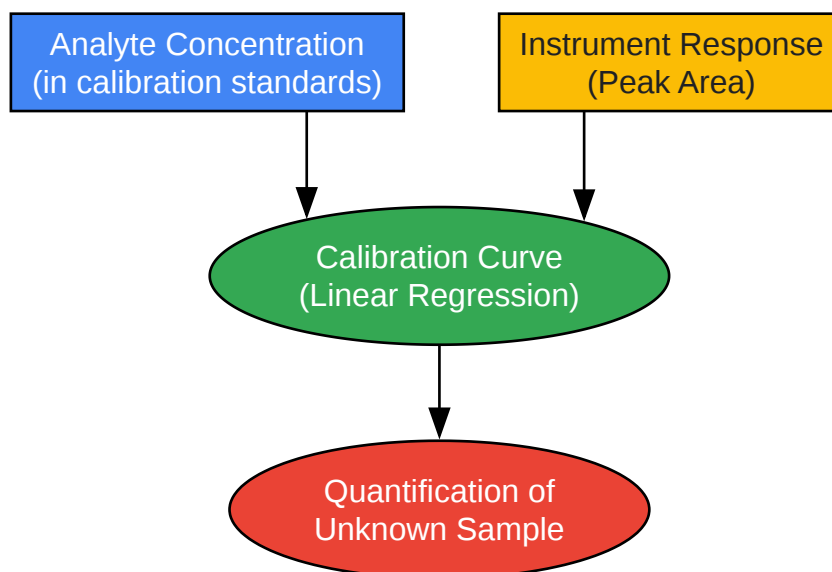 Analyte Concentration
(in calibration standards)
Instrument Response
(Peak Area)
Calibration Curve
(Linear Regression)
Quantification of
Unknown Sample